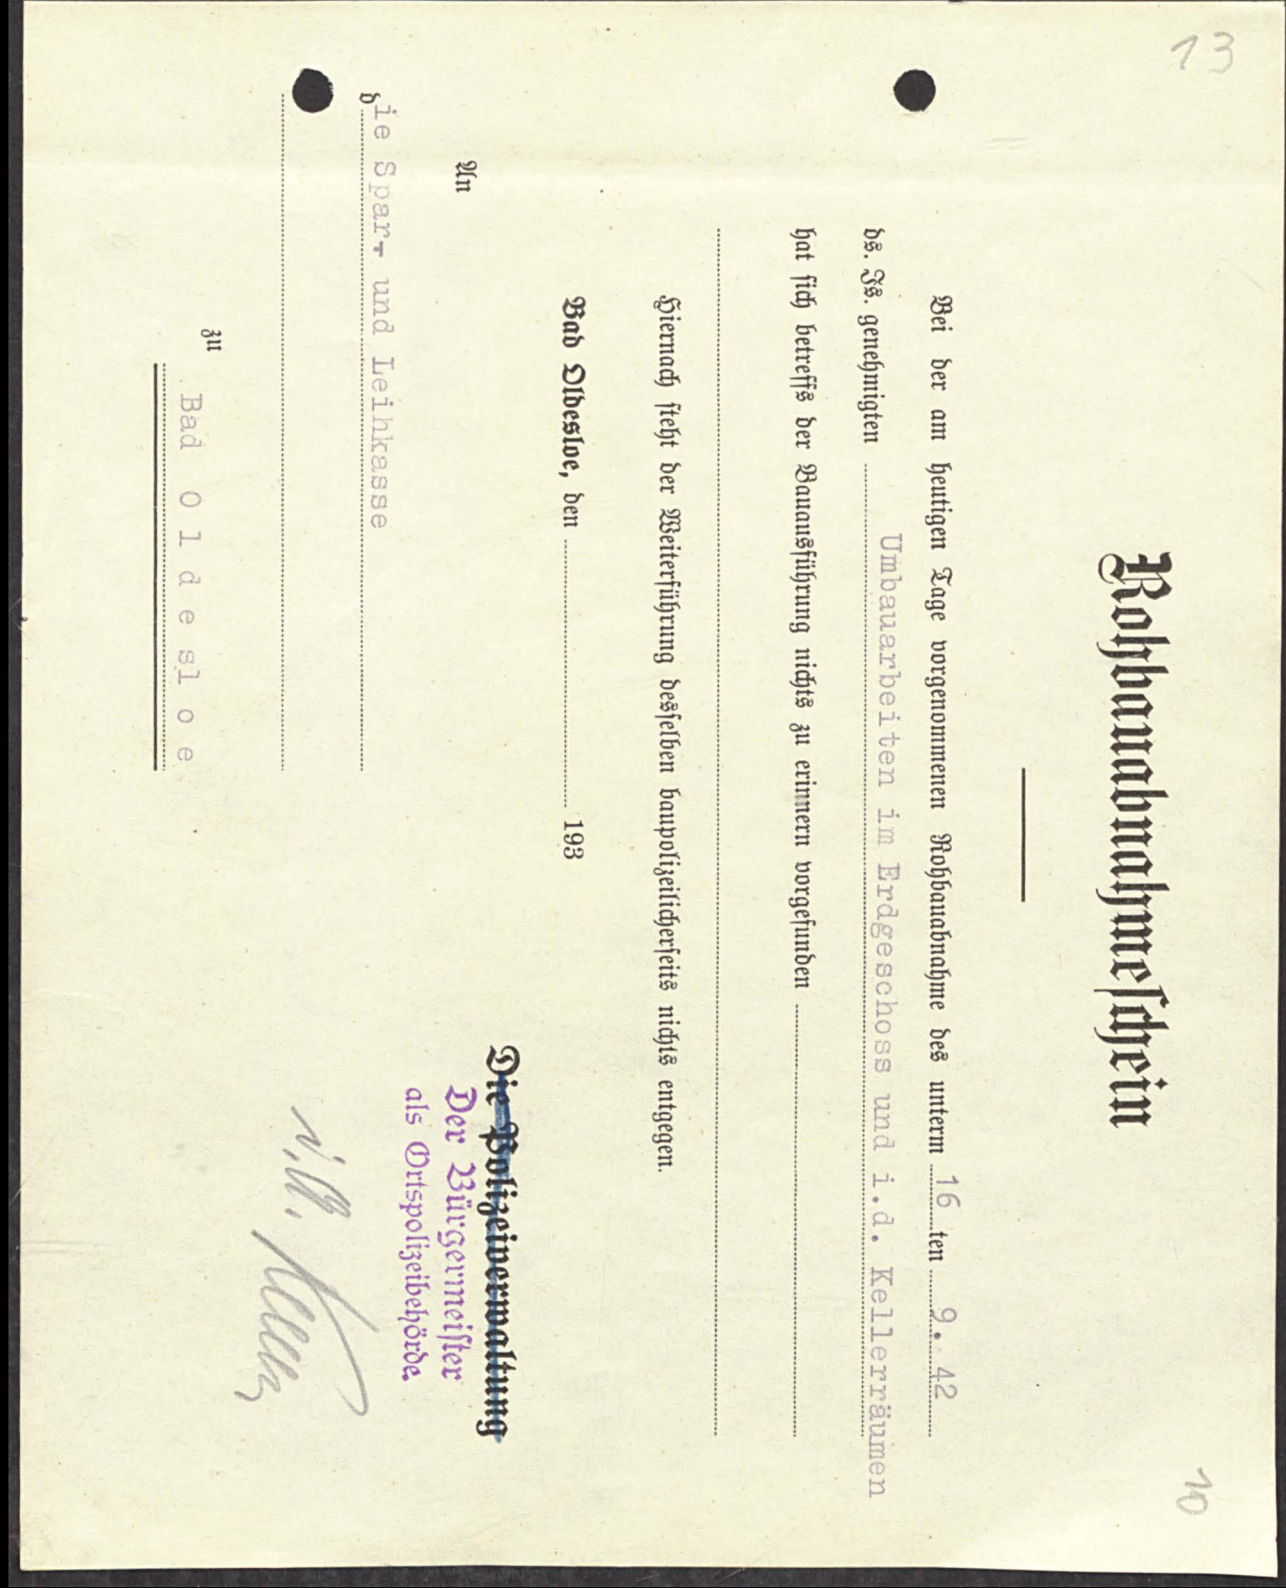 13
10
Rohbauabnahmeschein
Bei der am heutigen Tage vorgenommenen Rohbauabnahme des unterm 16 ten 9. 42
ds. Js. genehmigten Umbauarbeiten im Erdgeschoss und i.d. Kellerräumen
hat sich betreffs der Bauausführung nichts zu erinnern vorgefunden
Hiernach steht der Weiterführung desselben baupolizeilicherseits nichts entgegen.
Bad Oldesloe, den 193
Die Polizeiverwaltung
Der Bürgermeister
als Ortspolizeibehörde.
An
die Spar- und Leihkasse
zu Bad Oldesloe